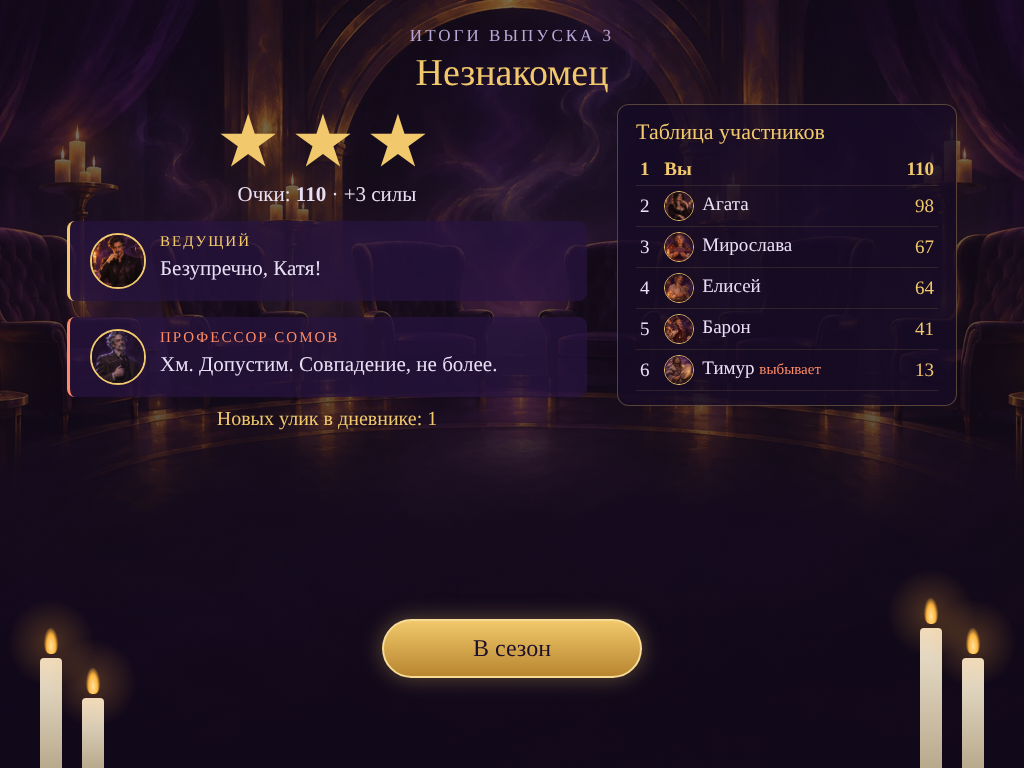 ИТОГИ ВЫПУСКА 3
Незнакомец
Очки: 110 · +3 силы
ВЕДУЩИЙ
Безупречно, Катя!
ПРОФЕССОР СОМОВ
Хм. Допустим. Совпадение, не более.
Новых улик в дневнике: 1
Таблица участников
1 Вы 110
2 Агата 98
3 Мирослава 67
4 Елисей 64
5 Барон 41
6 Тимур выбывает 13
В сезон